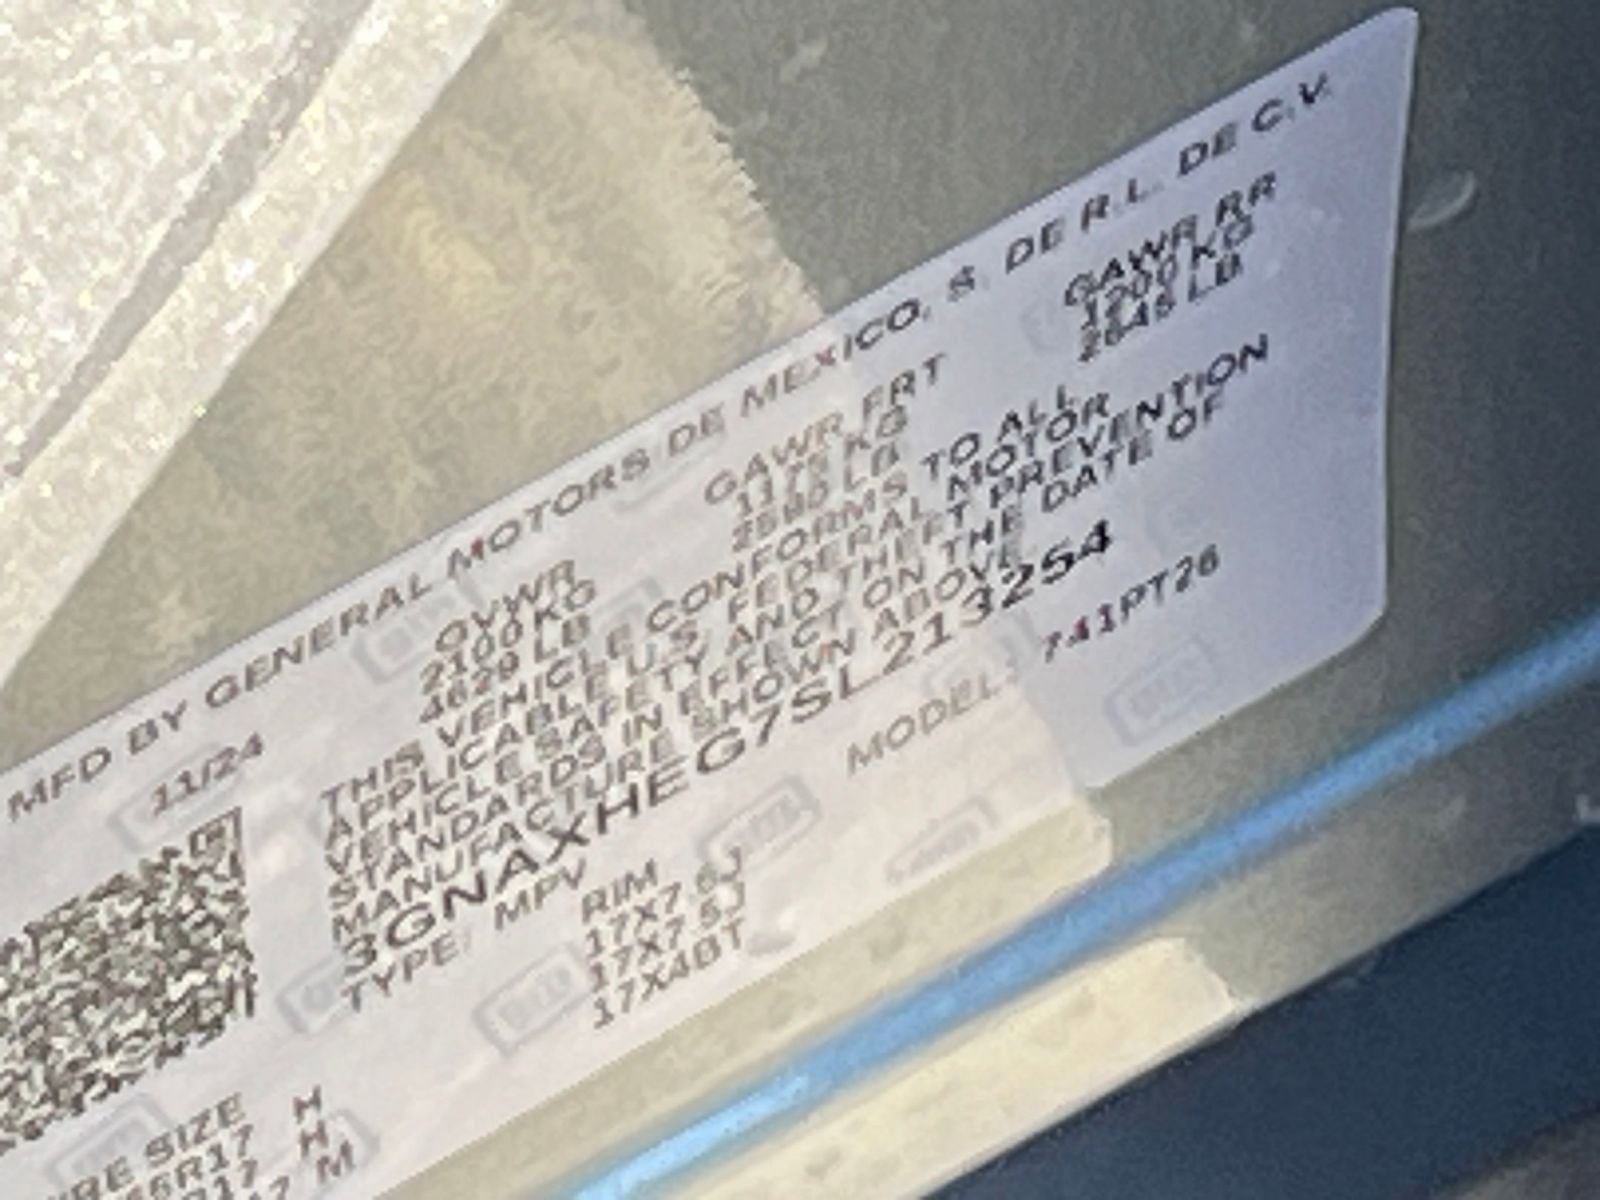 MFD BY GENERAL MOTORS DE MEXICO, S. DE R.L. DE C.V.
11/24
GVWR GAWR FRT GAWR RR
2100 KG 1175 KG 1200 KG
4629 LB 2590 LB 2645 LB
THIS VEHICLE CONFORMS TO ALL
APPLICABLE U.S. FEDERAL MOTOR
VEHICLE SAFETY AND THEFT PREVENTION
STANDARDS IN EFFECT ON THE DATE OF
MANUFACTURE SHOWN ABOVE.
3GNAXHEG7SL213254
TYPE: MPV MODEL: 741PT26
RIM
17X7.5J
17X7.5J
17X4BT
SIZE
H
H
M